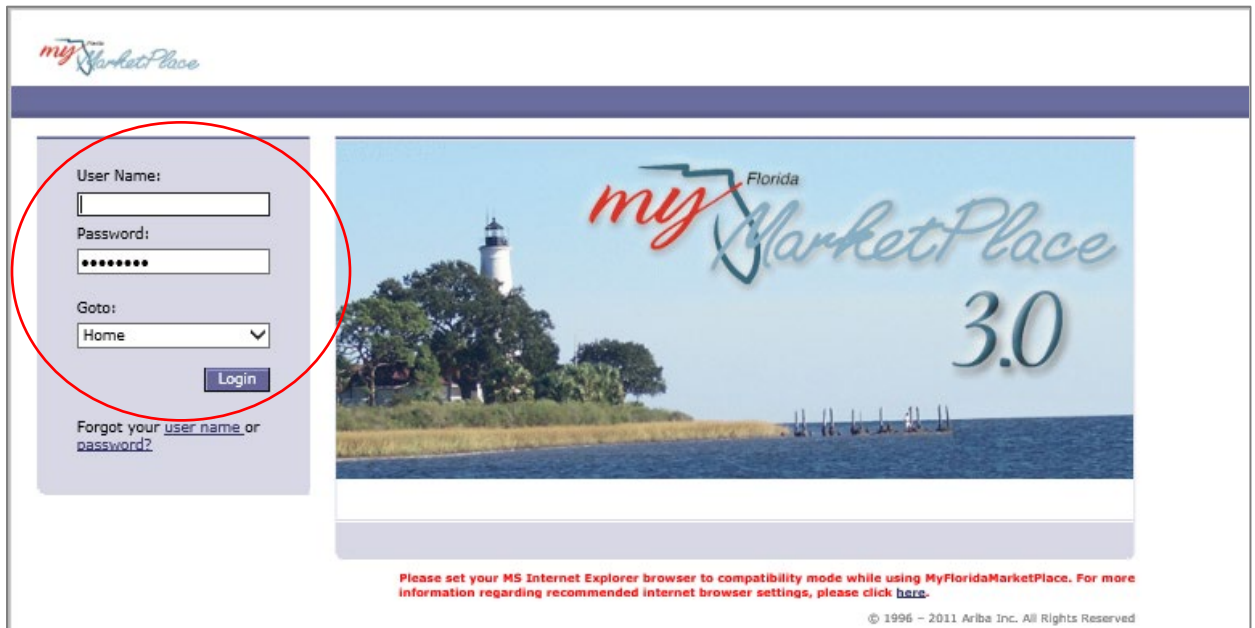 my Florida MarketPlace
User Name:
Password:
••••••••
Goto:
Home
Login
Forgot your user name or
password?
my Florida MarketPlace
3.0
Please set your MS Internet Explorer browser to compatibility mode while using MyFloridaMarketPlace. For more
information regarding recommended internet browser settings, please click here.
© 1996 – 2011 Ariba Inc. All Rights Reserved